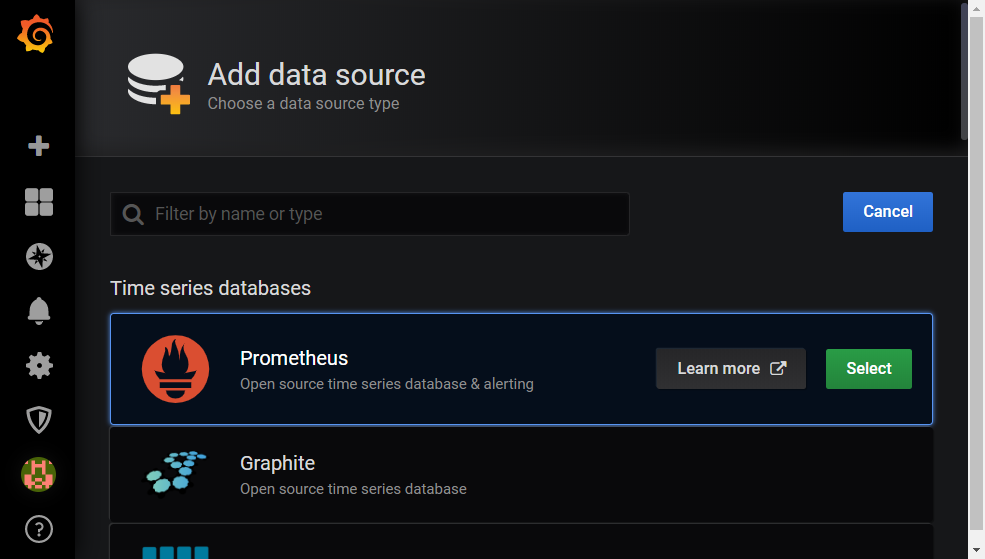 Add data source
Choose a data source type
Filter by name or type
Cancel
Time series databases
Prometheus
Open source time series database & alerting
Learn more
Select
Graphite
Open source time series database
?